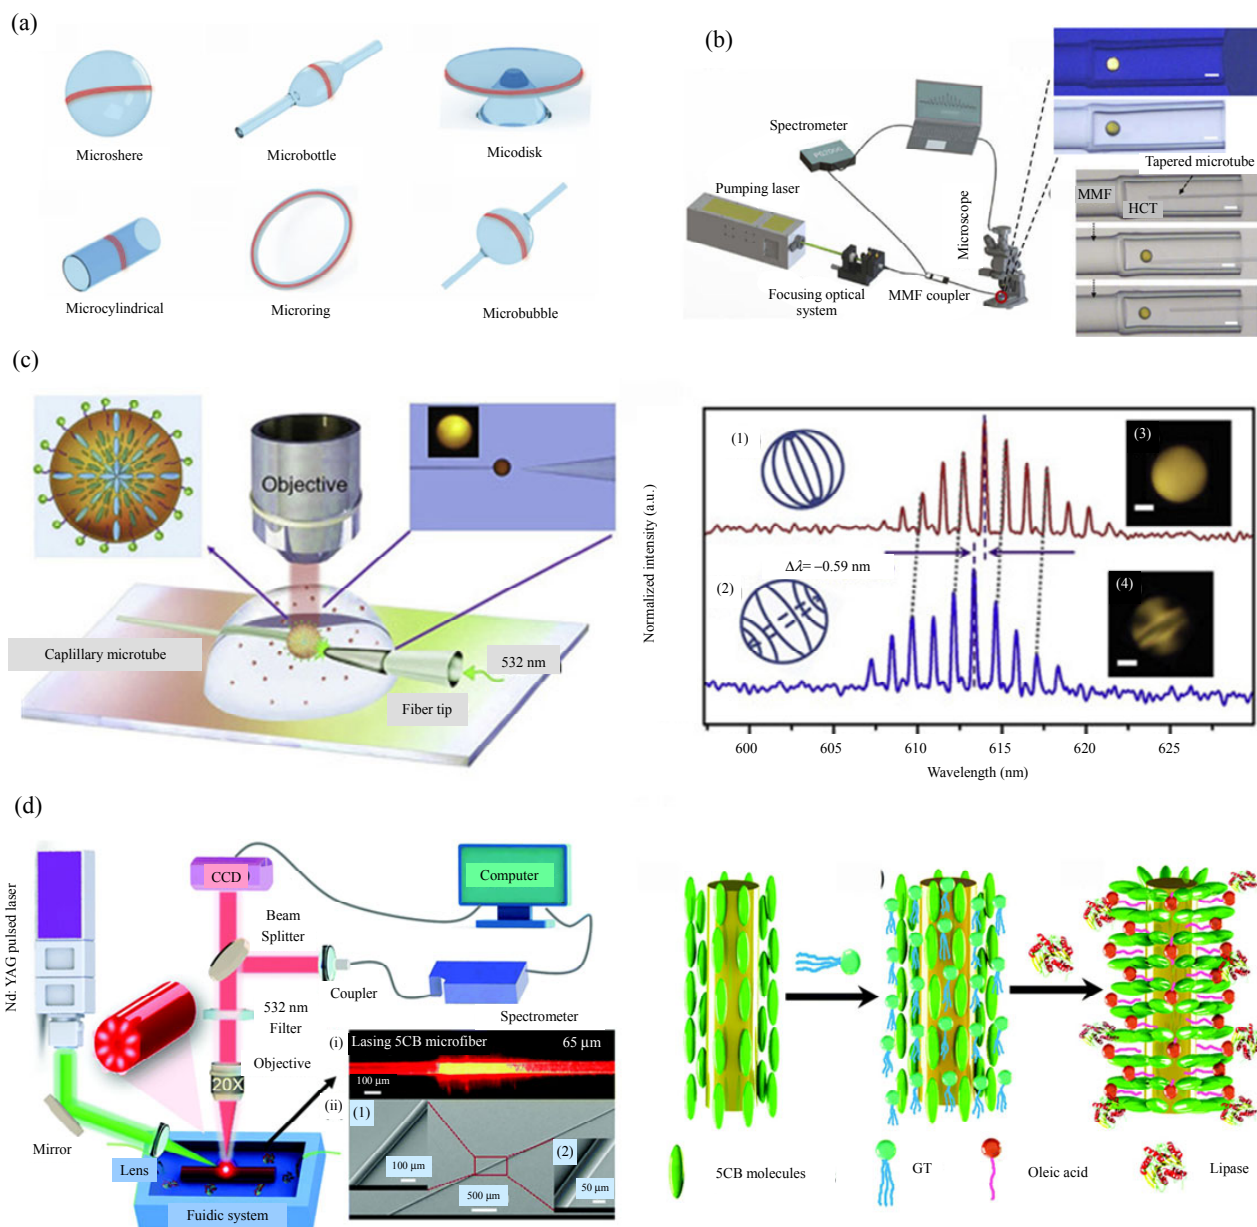 (a)
Microshere
Microbottle
Micodisk
Microcylindrical
Microring
Microbubble
(b)
Spectrometer
Pumping laser
Focusing optical
system
MMF coupler
Microscope
Tapered microtube
MMF
HCT
(c)
Objective
Caplillary microtube
532 nm
Fiber tip
Normalized intensity (a.u.)
(1)
(2)
(3)
(4)
Δλ= −0.59 nm
600
605
610
615
620
625
Wavelength (nm)
(d)
Nd: YAG pulsed laser
CCD
Computer
Beam
Splitter
Coupler
Spectrometer
532 nm
Filter
Objective
20X
Mirror
Lens
Fuidic system
(i)
Lasing 5CB microfiber
65 μm
100 μm
(ii)
(1)
100 μm
500 μm
(2)
50 μm
5CB molecules
GT
Oleic acid
Lipase